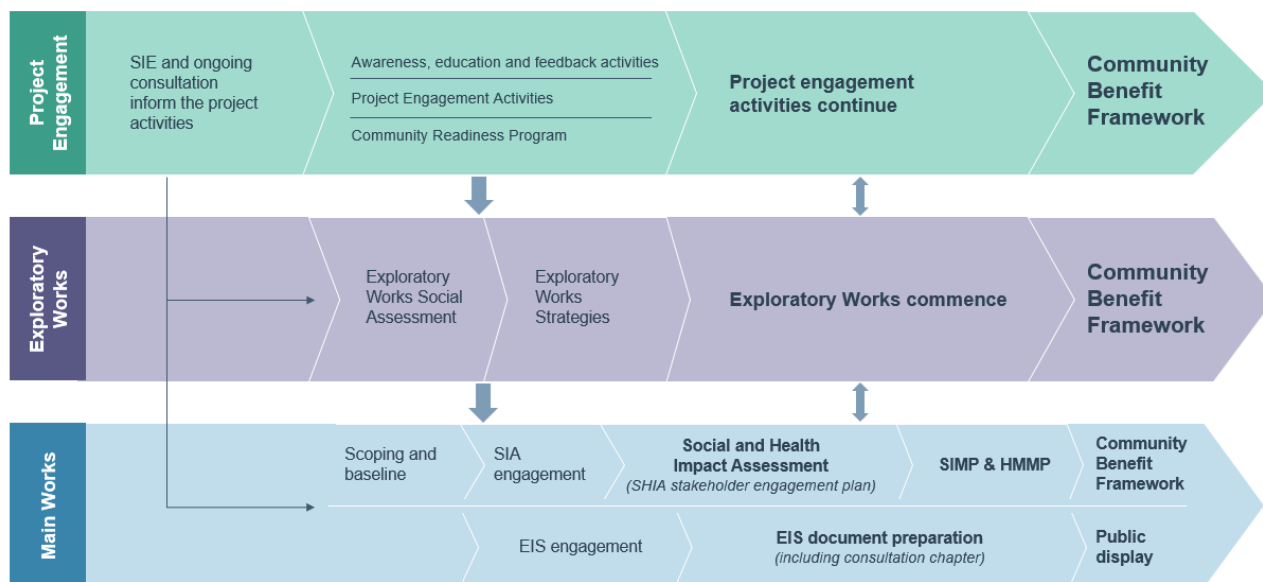 Project
Engagement
SIE and ongoing
consultation
inform the project
activities
Awareness, education and feedback activities
Project Engagement Activities
Community Readiness Program
Project engagement
activities continue
Community
Benefit
Framework
Exploratory
Works
Exploratory
Works Social
Assessment
Exploratory
Works
Strategies
Exploratory Works commence
Community
Benefit
Framework
Main Works
Scoping and
baseline
SIA
engagement
Social and Health
Impact Assessment
(SHIA stakeholder engagement plan)
SIMP & HMMP
Community
Benefit
Framework
EIS engagement
EIS document preparation
(including consultation chapter)
Public
display